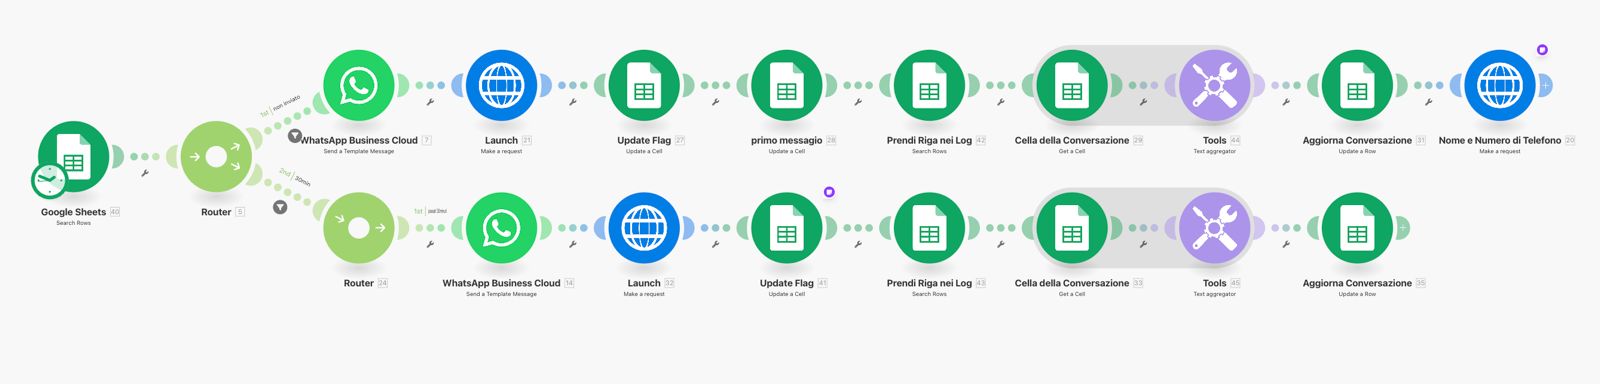 1st | non inviato
WhatsApp Business Cloud 7
Send a Template Message
Launch 21
Make a request
Update Flag 27
Update a Cell
primo messagio 28
Update a Cell
Prendi Riga nei Log 42
Search Rows
Cella della Conversazione 29
Get a Cell
Tools 44
Text aggregator
Aggiorna Conversazione 31
Update a Row
Nome e Numero di Telefono 20
Make a request
Google Sheets 40
Search Rows
Router 5
2nd | 30min
Router 24
1st |
WhatsApp Business Cloud 14
Send a Template Message
Launch 32
Make a request
Update Flag 41
Update a Cell
Prendi Riga nei Log 43
Search Rows
Cella della Conversazione 33
Get a Cell
Tools 45
Text aggregator
Aggiorna Conversazione 35
Update a Row